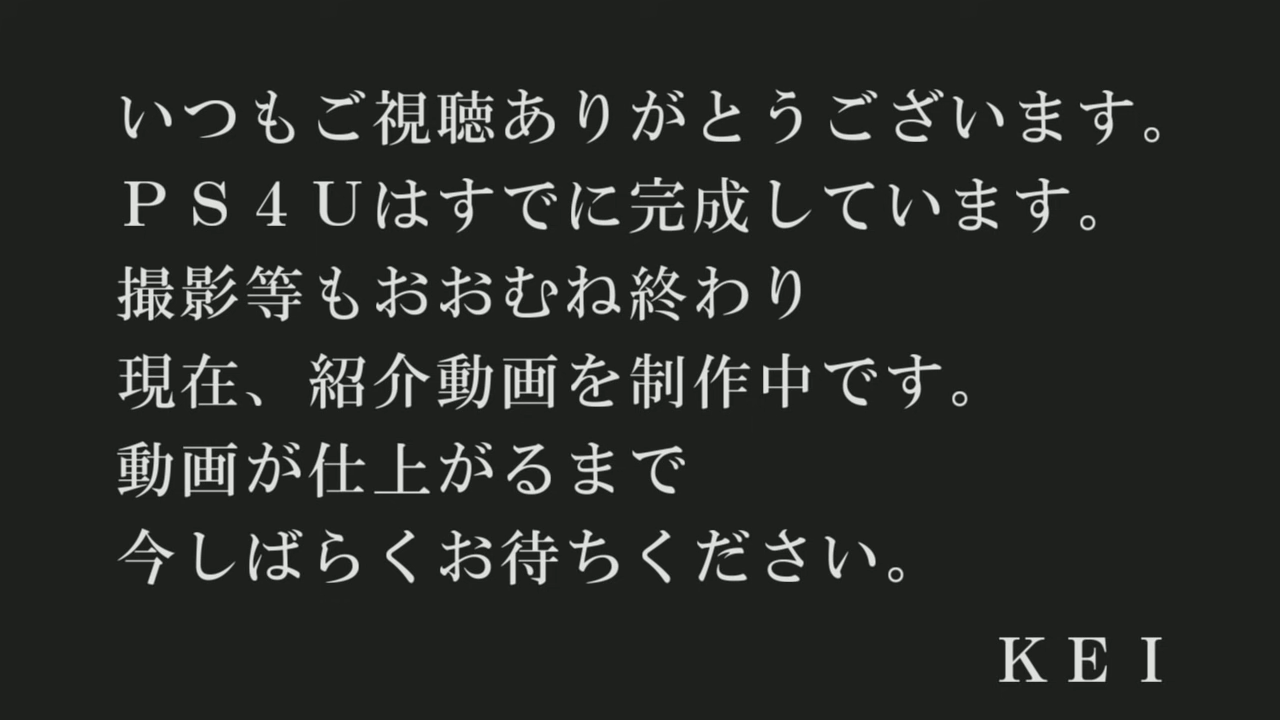 いつもご視聴ありがとうございます。
ＰＳ４Ｕはすでに完成しています。
撮影等もおおむね終わり
現在、紹介動画を制作中です。
動画が仕上がるまで
今しばらくお待ちください。
ＫＥＩ